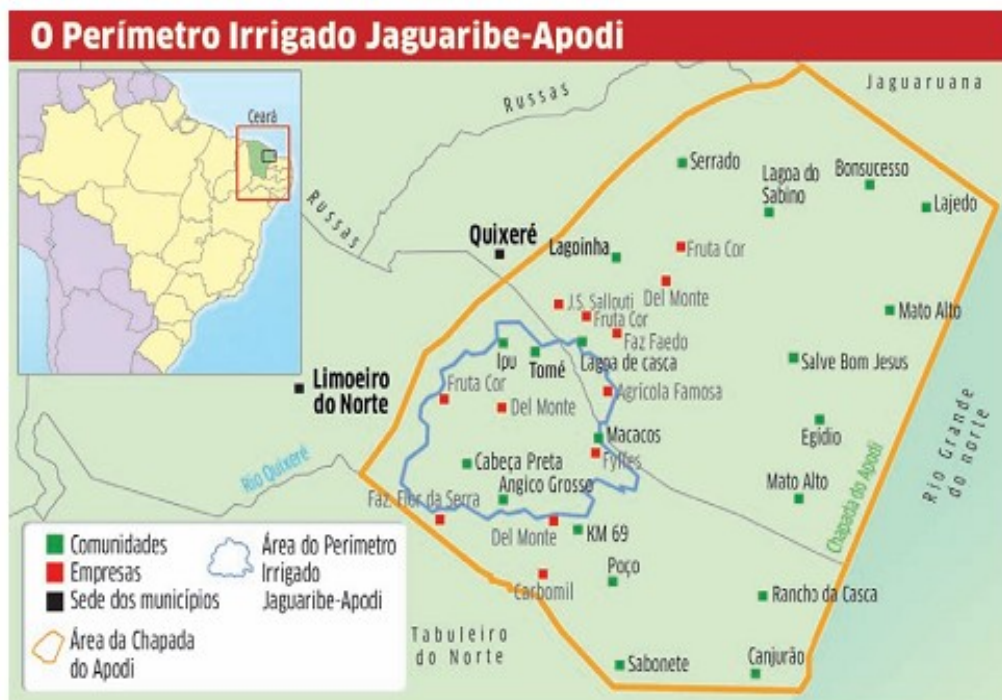 O Perímetro Irrigado Jaguaribe-Apodi
Ceará
Russas
Russas
Jaguaruana
Serrado
Lagoa do
Sabino
Bonsucesso
Lajedo
Quixeré
Lagoinha
Fruta Cor
Del Monte
J.S. Sallouti
Fruta Cor
Faz Faedo
Mato Alto
Ipu
Tomé
Lagoa de casca
Salve Bom Jesus
Limoeiro
do Norte
Fruta Cor
Del Monte
Agrícola Famosa
Macacos
Fyffes
Egídio
Rio Grande
do norte
Chapada do Apodi
Rio Quixeré
Cabeça Preta
Angico Grosso
Mato Alto
Faz. Flor da Serra
Del Monte
KM 69
Poço
Carbomil
Rancho da Casca
Tabuleiro
do Norte
Sabonete
Canjurão
Comunidades
Empresas
Sede dos municípios
Área da Chapada
do Apodi
Área do Perimetro
Irrigado
Jaguaribe-Apodi